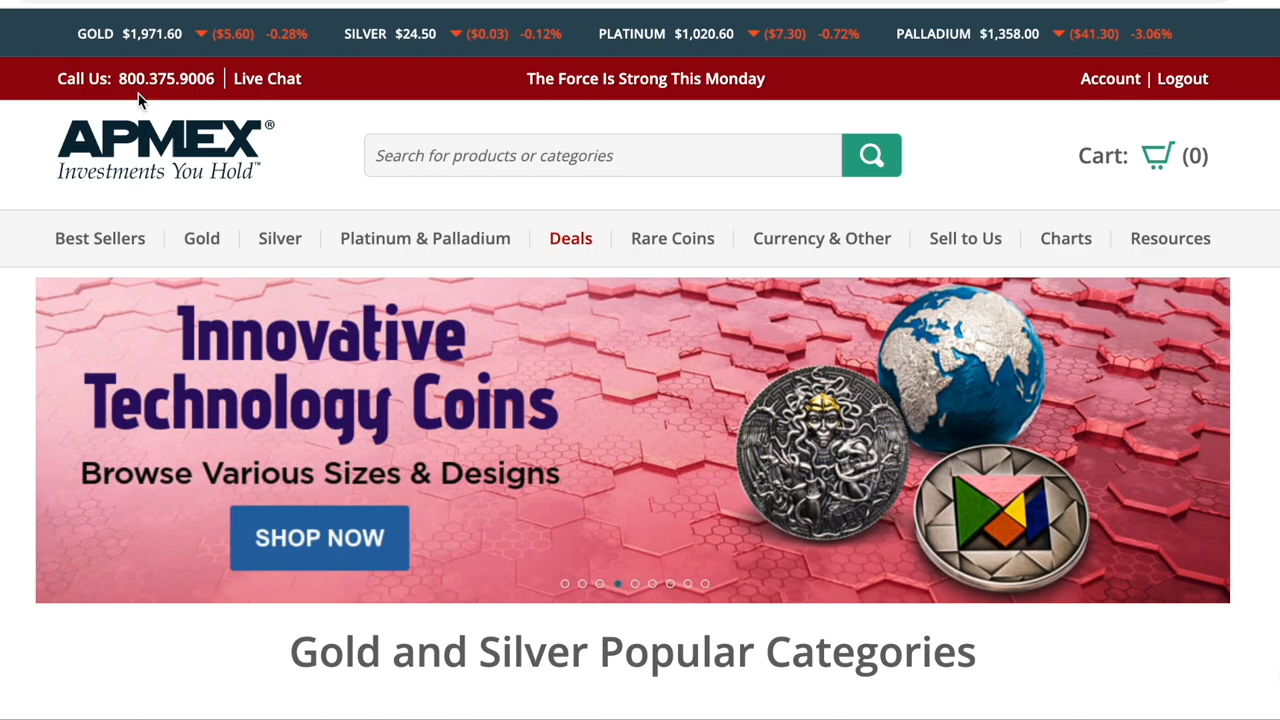 GOLD $1,971.60 ▼ ($5.60) -0.28% SILVER $24.50 ▼ ($0.03) -0.12% PLATINUM $1,020.60 ▼ ($7.30) -0.72% PALLADIUM $1,358.00 ▼ ($41.30) -3.06%
Call Us: 800.375.9006 | Live Chat The Force Is Strong This Monday Account | Logout
APMEX®
Investments You Hold™
Search for products or categories
Cart: (0)
Best Sellers | Gold | Silver | Platinum & Palladium | Deals | Rare Coins | Currency & Other | Sell to Us | Charts | Resources
Innovative
Technology Coins
Browse Various Sizes & Designs
SHOP NOW
Gold and Silver Popular Categories